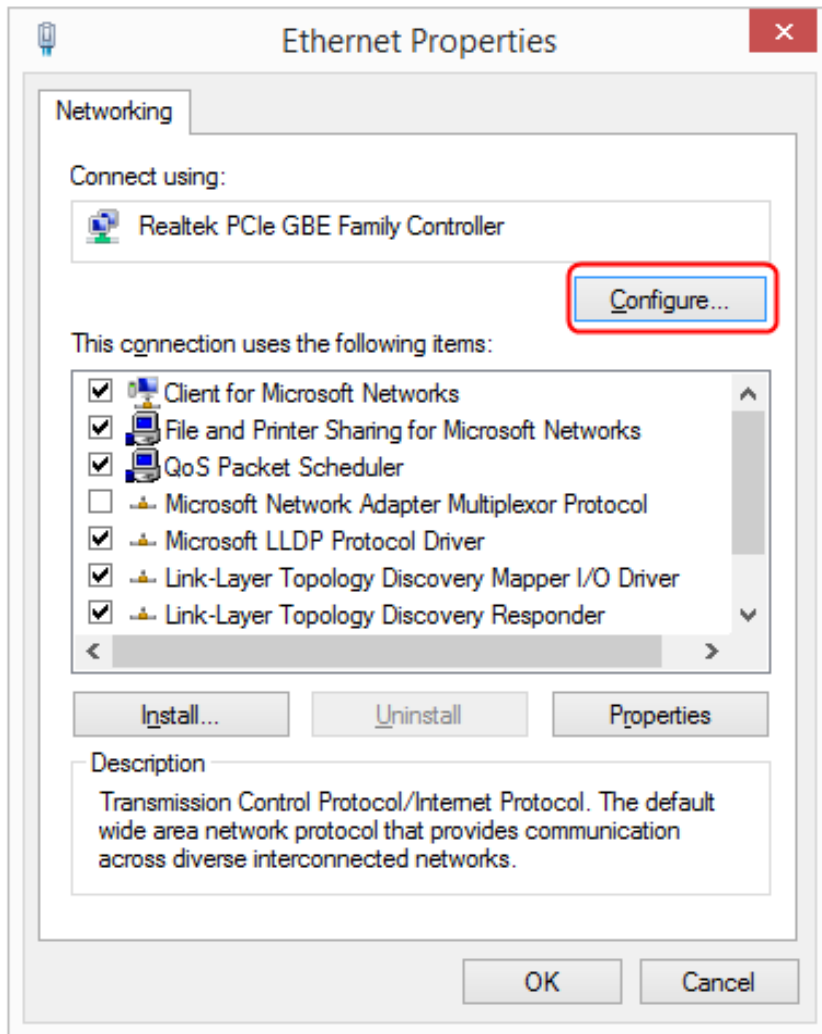 Ethernet Properties
Networking
Connect using:
Realtek PCIe GBE Family Controller
Configure...
This connection uses the following items:
Client for Microsoft Networks
File and Printer Sharing for Microsoft Networks
QoS Packet Scheduler
Microsoft Network Adapter Multiplexor Protocol
Microsoft LLDP Protocol Driver
Link-Layer Topology Discovery Mapper I/O Driver
Link-Layer Topology Discovery Responder
Install...
Uninstall
Properties
Description
Transmission Control Protocol/Internet Protocol. The default
wide area network protocol that provides communication
across diverse interconnected networks.
OK
Cancel